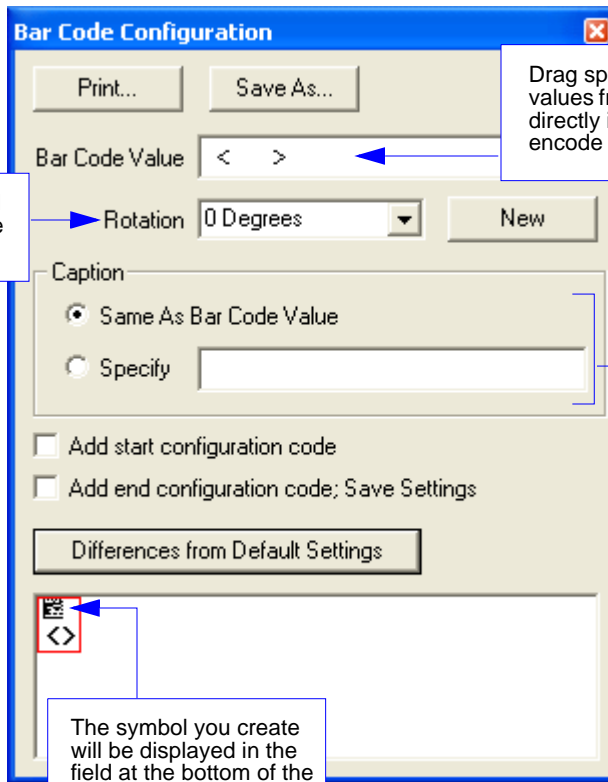 Bar Code Configuration
Print...
Save As...
Drag sp
values f
directly
encode
Bar Code Value
< >
e
Rotation
0 Degrees
New
Caption
Same As Bar Code Value
Specify
Add start configuration code
Add end configuration code; Save Settings
Differences from Default Settings
<>
The symbol you create
will be displayed in the
field at the bottom of the